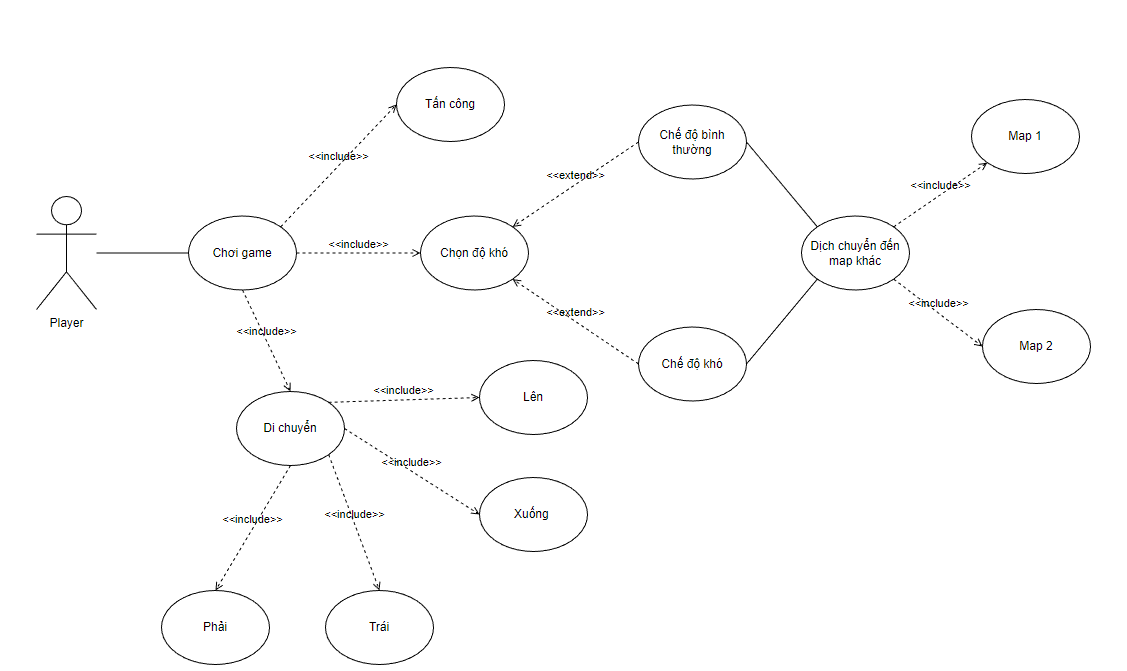 Tấn công
Chế độ bình
thường
Map 1
<<include>>
<<extend>>
<<include>>
Chơi game
<<include>>
Chọn độ khó
Dịch chuyển đến
map khác
Player
<<include>>
<<extend>>
<<include>>
Chế độ khó
Map 2
<<include>>
Lên
Di chuyển
<<include>>
Xuống
<<include>>
<<include>>
Phải
Trái